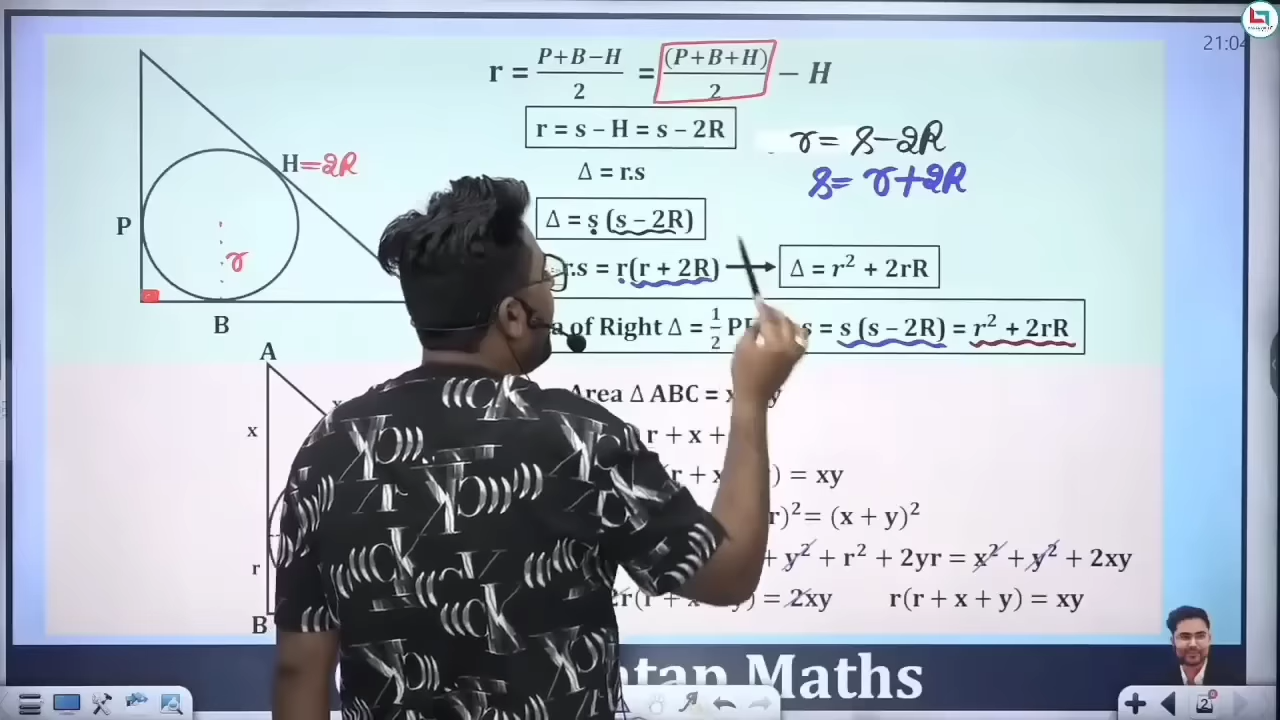 21:04
r = P+B−H/2 = (P+B+H)/2 − H
r = s − H = s − 2R
r = s − 2R
s = r + 2R
Δ = r.s
Δ = s (s − 2R)
r.s = r(r + 2R) → Δ = r² + 2rR
of Right Δ = 1/2 = s (s − 2R) = r² + 2rR
H = 2R
P
r
B
A
x
r
B
Area Δ ABC =
r + x +
) = xy
)² = (x + y)²
+ y² + r² + 2yr = x² + y² + 2xy
= 2xy r(r + x + y) = xy
Maths
2